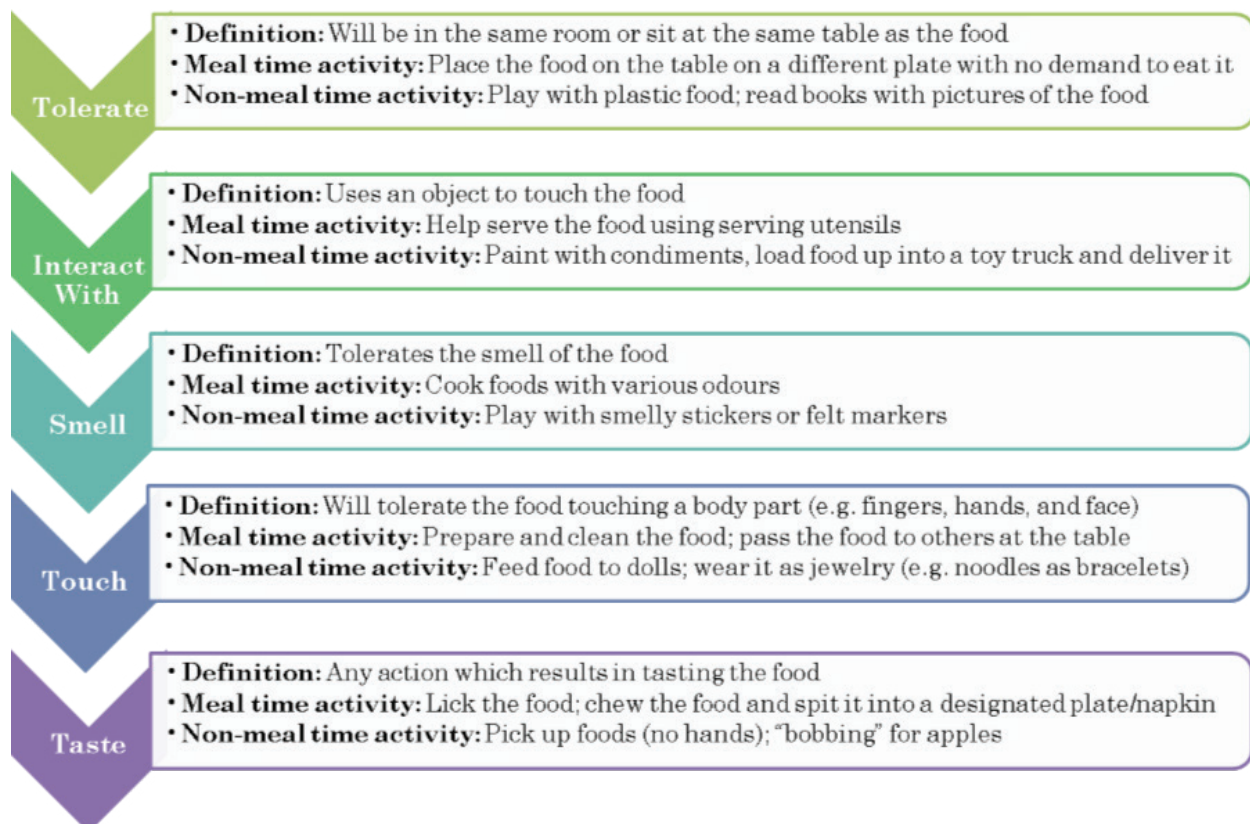 Tolerate
• Definition: Will be in the same room or sit at the same table as the food
• Meal time activity: Place the food on the table on a different plate with no demand to eat it
• Non-meal time activity: Play with plastic food; read books with pictures of the food
Interact
With
• Definition: Uses an object to touch the food
• Meal time activity: Help serve the food using serving utensils
• Non-meal time activity: Paint with condiments, load food up into a toy truck and deliver it
Smell
• Definition: Tolerates the smell of the food
• Meal time activity: Cook foods with various odours
• Non-meal time activity: Play with smelly stickers or felt markers
Touch
• Definition: Will tolerate the food touching a body part (e.g. fingers, hands, and face)
• Meal time activity: Prepare and clean the food; pass the food to others at the table
• Non-meal time activity: Feed food to dolls; wear it as jewelry (e.g. noodles as bracelets)
Taste
• Definition: Any action which results in tasting the food
• Meal time activity: Lick the food; chew the food and spit it into a designated plate/napkin
• Non-meal time activity: Pick up foods (no hands); “bobbing” for apples